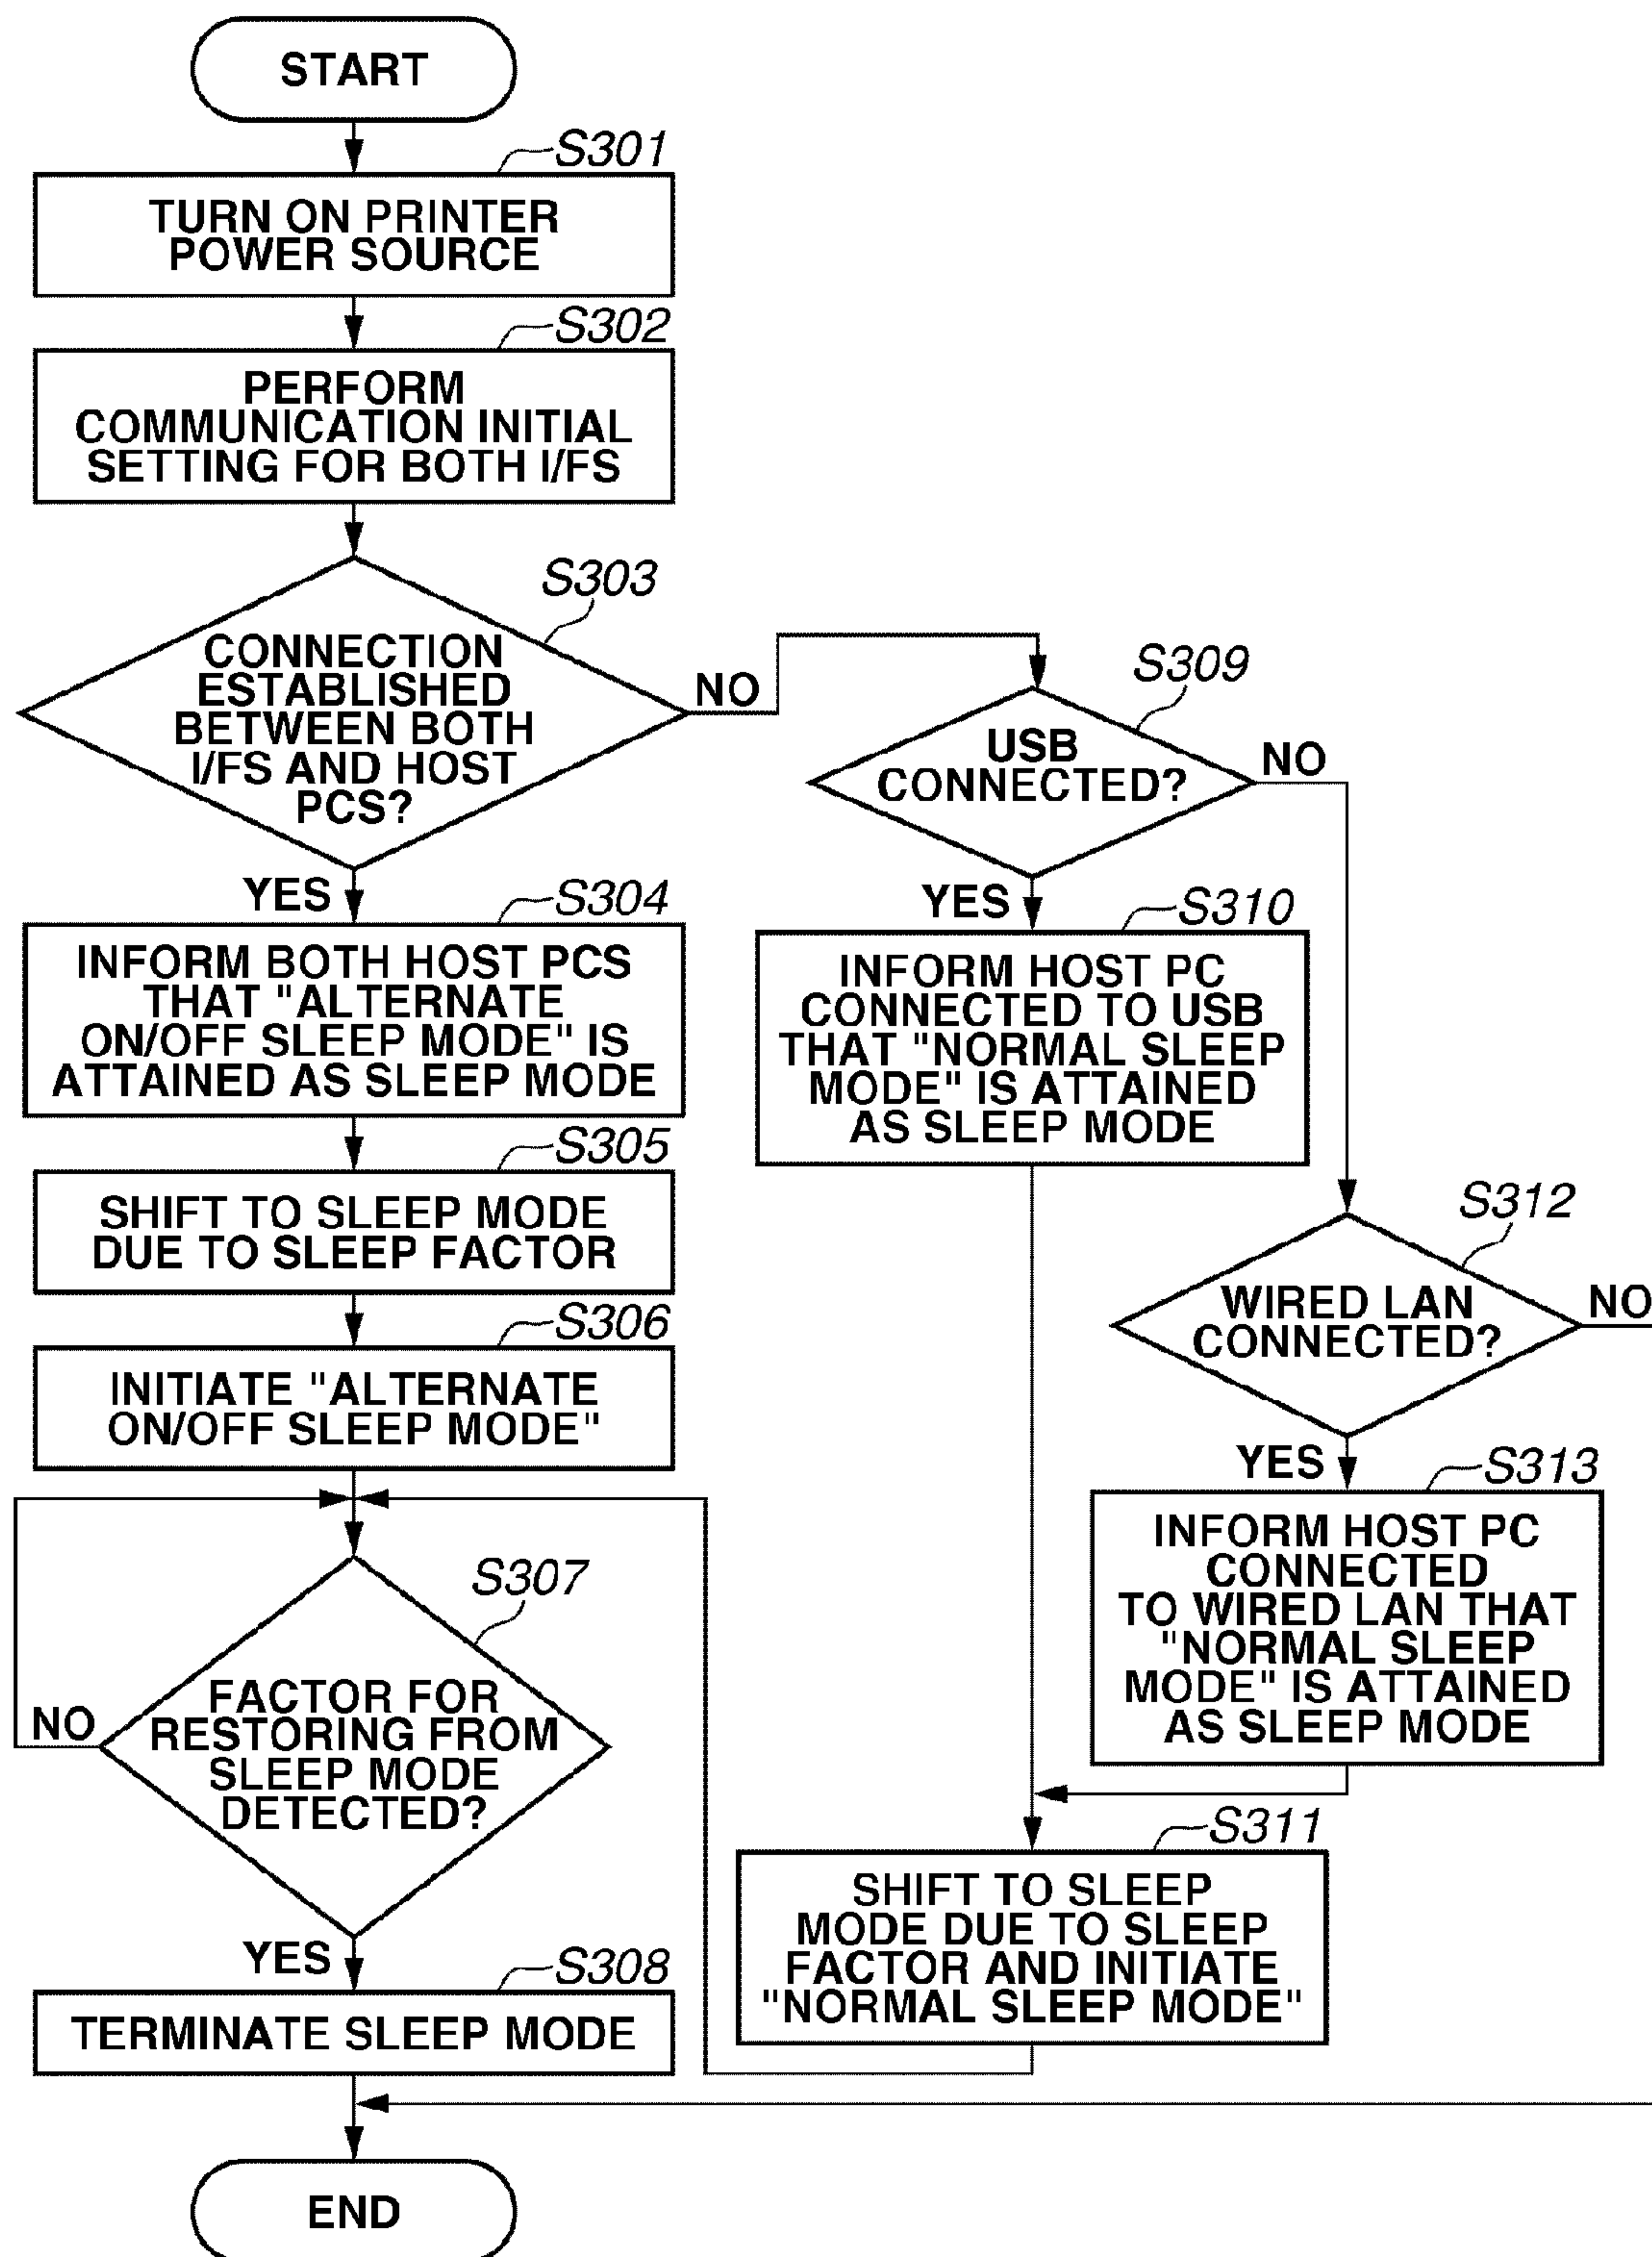 START
S301
TURN ON PRINTER
POWER SOURCE
S302
PERFORM
COMMUNICATION INITIAL
SETTING FOR BOTH I/FS
S303
CONNECTION
ESTABLISHED
BETWEEN BOTH
I/FS AND HOST
PCS?
NO
YES
S304
INFORM BOTH HOST PCS
THAT "ALTERNATE
ON/OFF SLEEP MODE" IS
ATTAINED AS SLEEP MODE
S305
SHIFT TO SLEEP MODE
DUE TO SLEEP FACTOR
S306
INITIATE "ALTERNATE
ON/OFF SLEEP MODE"
S307
FACTOR FOR
RESTORING FROM
SLEEP MODE
DETECTED?
NO
YES
S308
TERMINATE SLEEP MODE
END
S309
USB
CONNECTED?
NO
YES
S310
INFORM HOST PC
CONNECTED TO USB
THAT "NORMAL SLEEP
MODE" IS ATTAINED
AS SLEEP MODE
S312
WIRED LAN
CONNECTED?
NO
YES
S313
INFORM HOST PC
CONNECTED
TO WIRED LAN THAT
"NORMAL SLEEP
MODE" IS ATTAINED
AS SLEEP MODE
S311
SHIFT TO SLEEP
MODE DUE TO SLEEP
FACTOR AND INITIATE
"NORMAL SLEEP MODE"